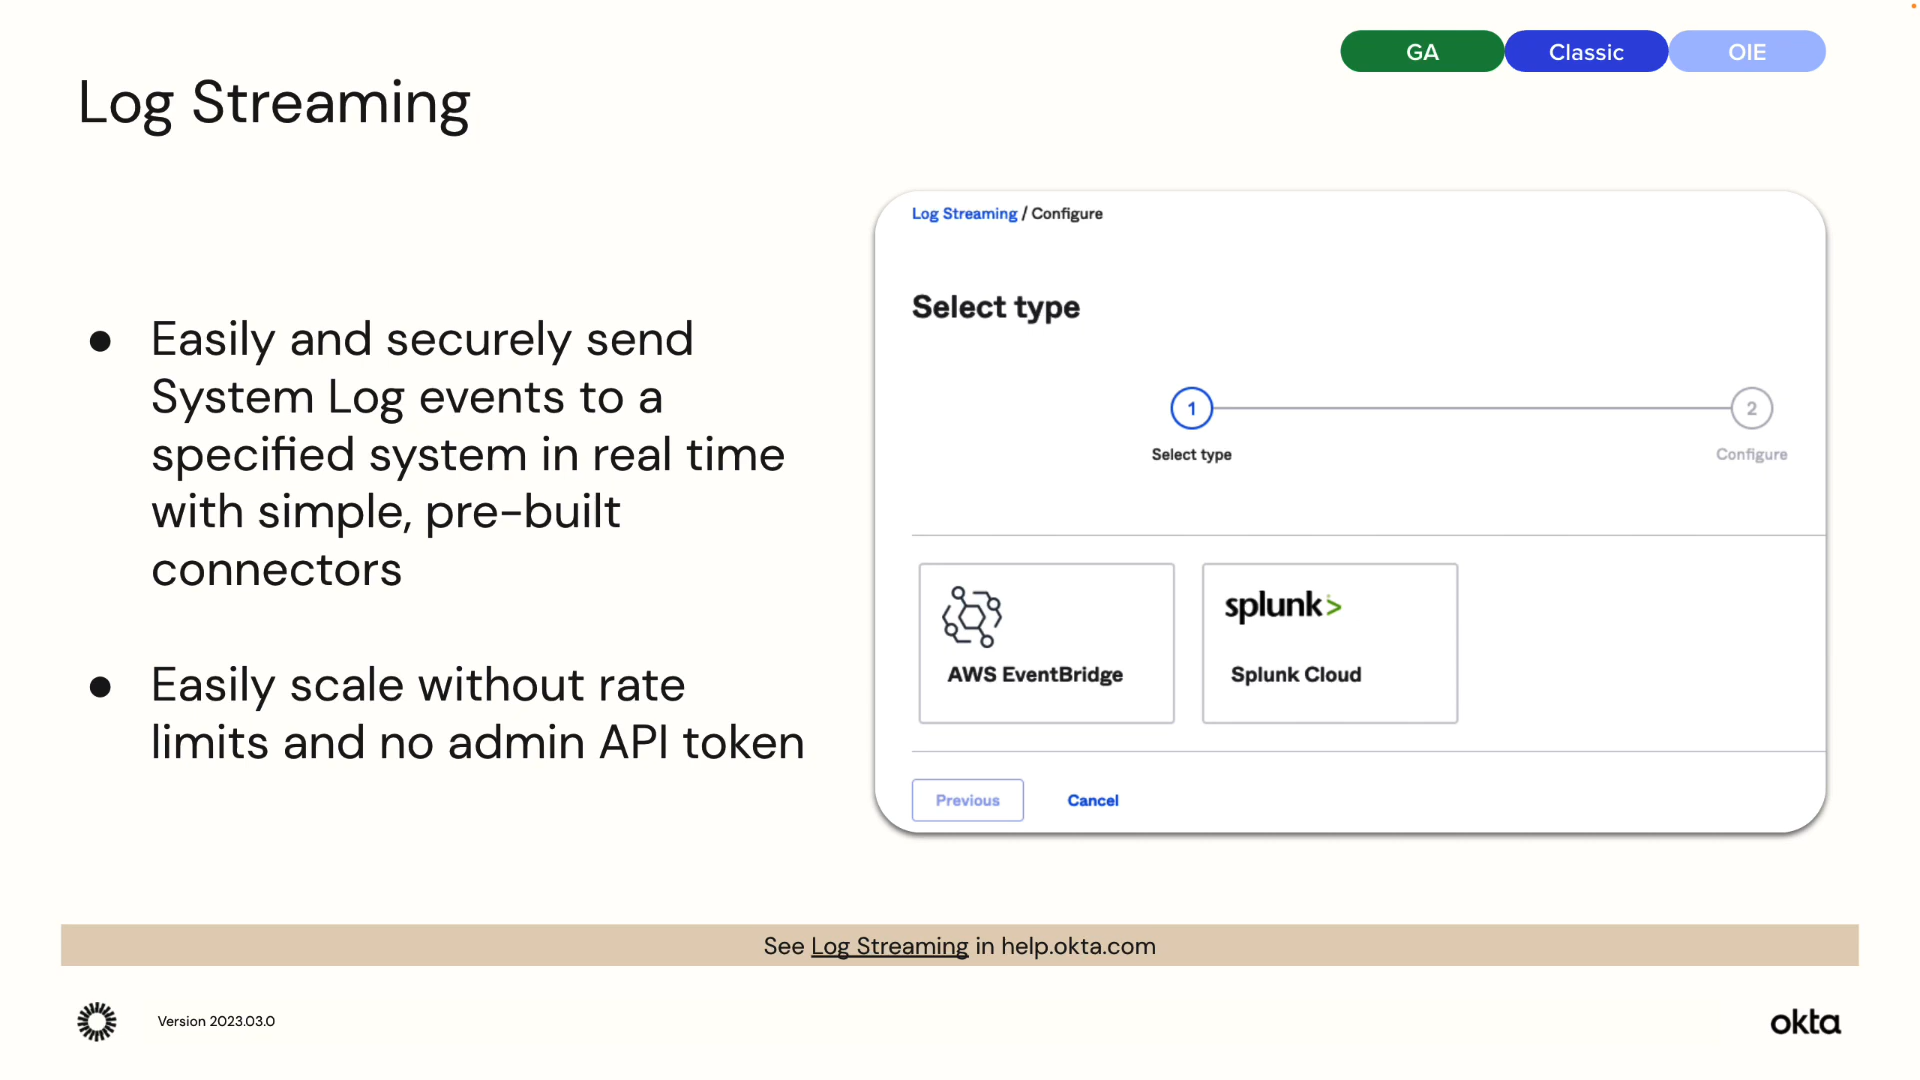 GA
Classic
OIE
Log Streaming
● Easily and securely send
System Log events to a
specified system in real time
with simple, pre-built
connectors
● Easily scale without rate
limits and no admin API token
Log Streaming / Configure
Select type
1
2
Select type
Configure
splunk>
AWS EventBridge
Splunk Cloud
Previous
Cancel
See Log Streaming in help.okta.com
Version 2023.03.0
okta